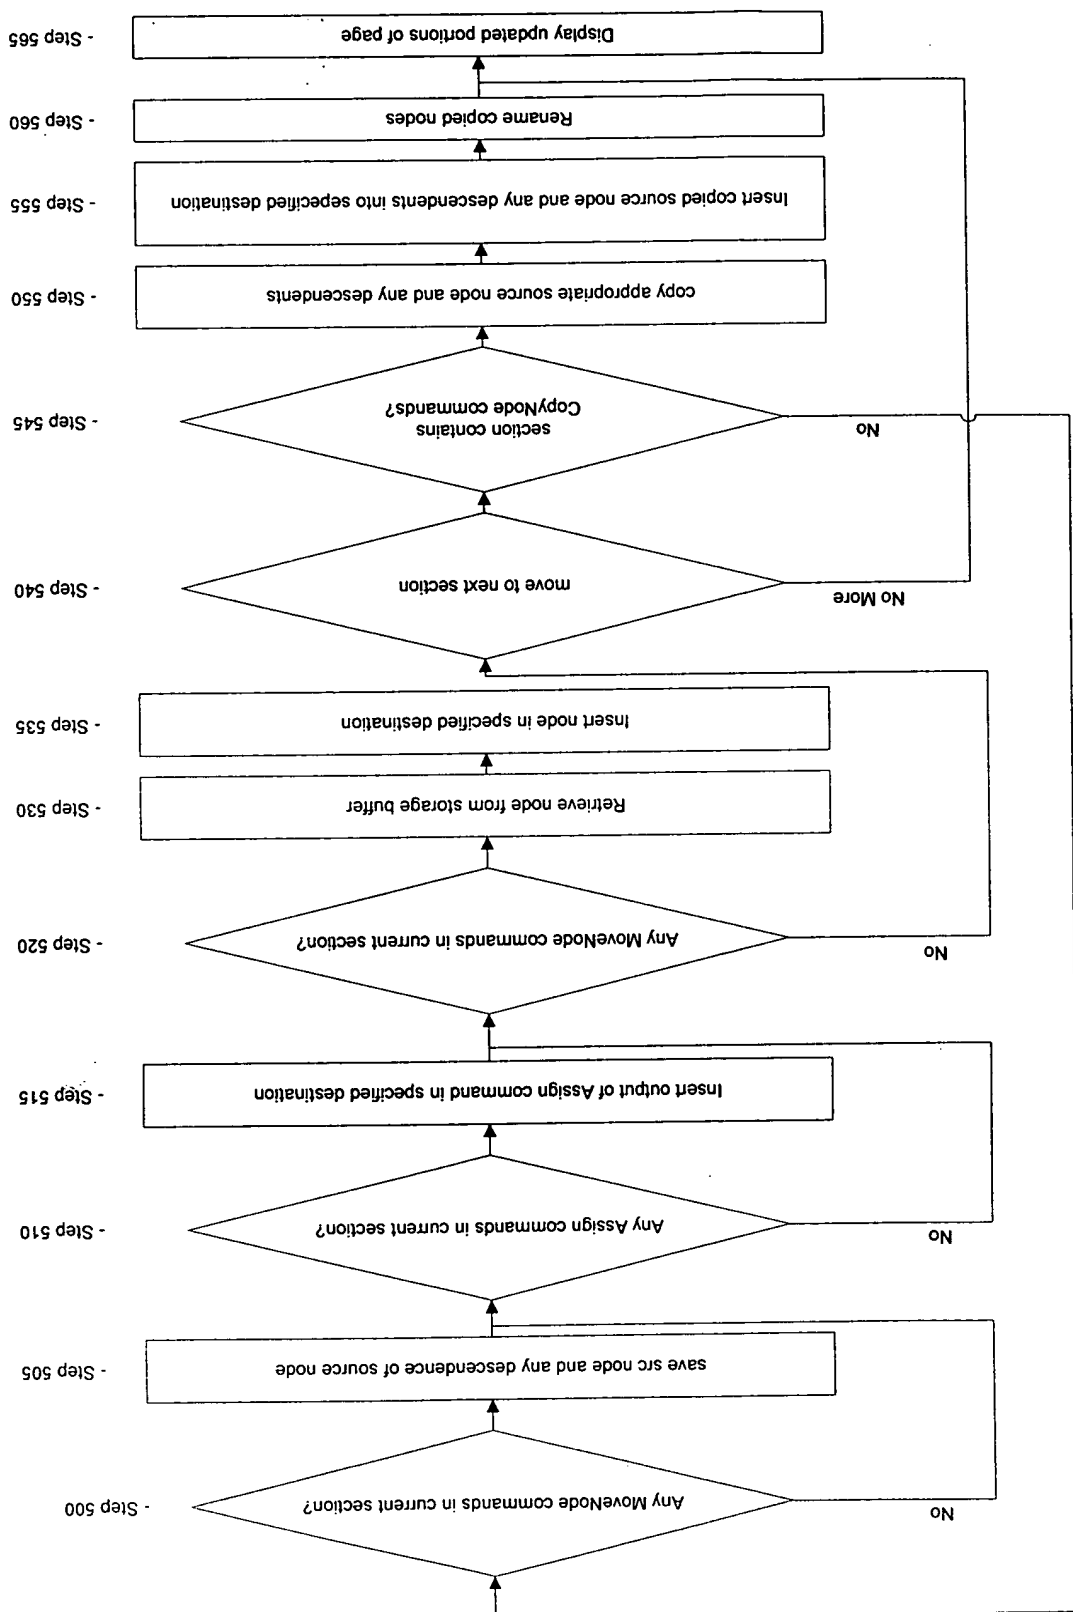 Any MoveNode commands in current section?
- Step 500
No
save src node and any descendence of source node
- Step 505
Any Assign commands in current section?
- Step 510
No
Insert output of Assign command in specified destination
- Step 515
Any MoveNode commands in current section?
- Step 520
No
Retrieve node from storage buffer
- Step 530
Insert node in specified destination
- Step 535
move to next section
- Step 540
No More
section contains
CopyNode commands?
- Step 545
No
copy appropriate source node and any descendents
- Step 550
Insert copied source node and any descendents into sepecified destination
- Step 555
Rename copied nodes
- Step 560
Display updated portions of page
- Step 565